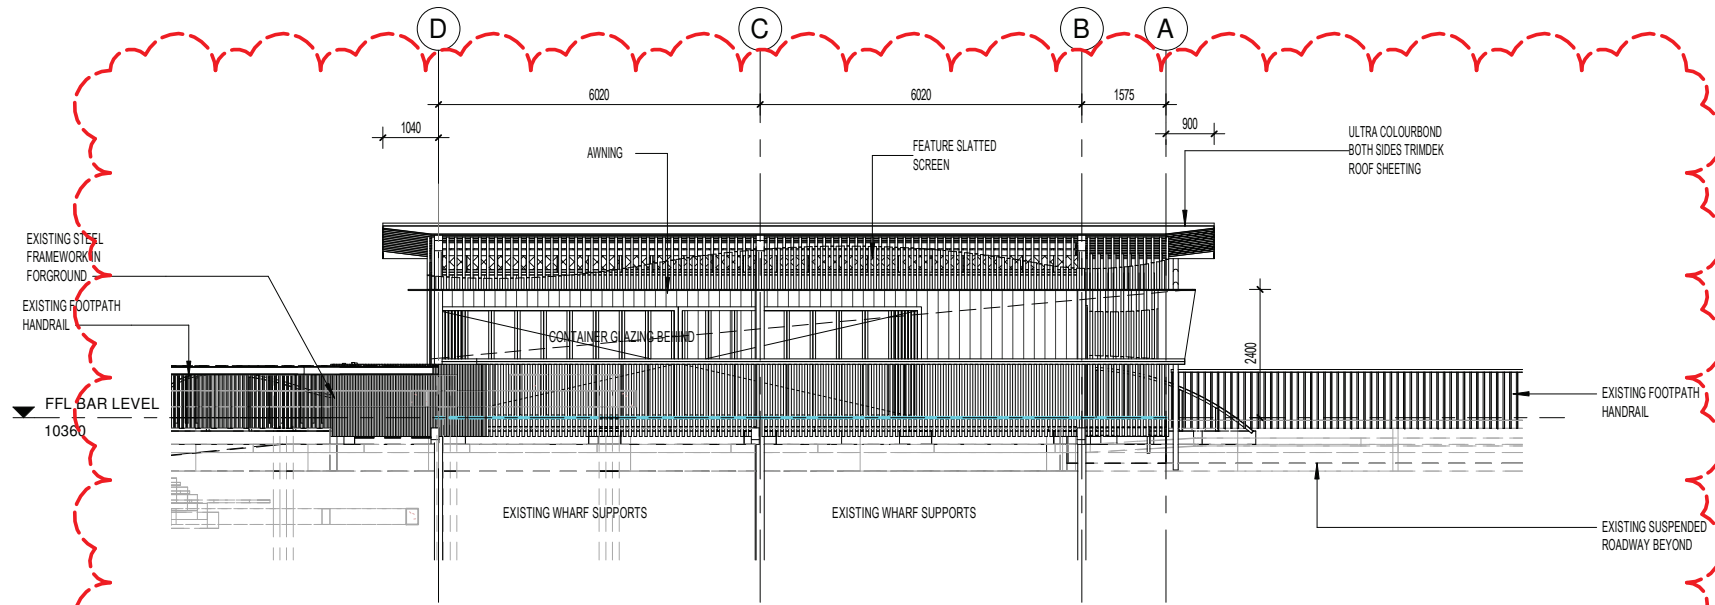 D
C
B
A
6020
6020
1575
1040
900
AWNING
FEATURE SLATTED
SCREEN
ULTRA COLOURBOND
BOTH SIDES TRIMDEK
ROOF SHEETING
EXISTING STEEL
FRAMEWORK IN
FORGROUND
EXISTING FOOTPATH
HANDRAIL
CONTAINER GLAZING BEHIND
2400
FFL BAR LEVEL
10360
EXISTING FOOTPATH
HANDRAIL
EXISTING WHARF SUPPORTS
EXISTING WHARF SUPPORTS
EXISTING SUSPENDED
ROADWAY BEYOND